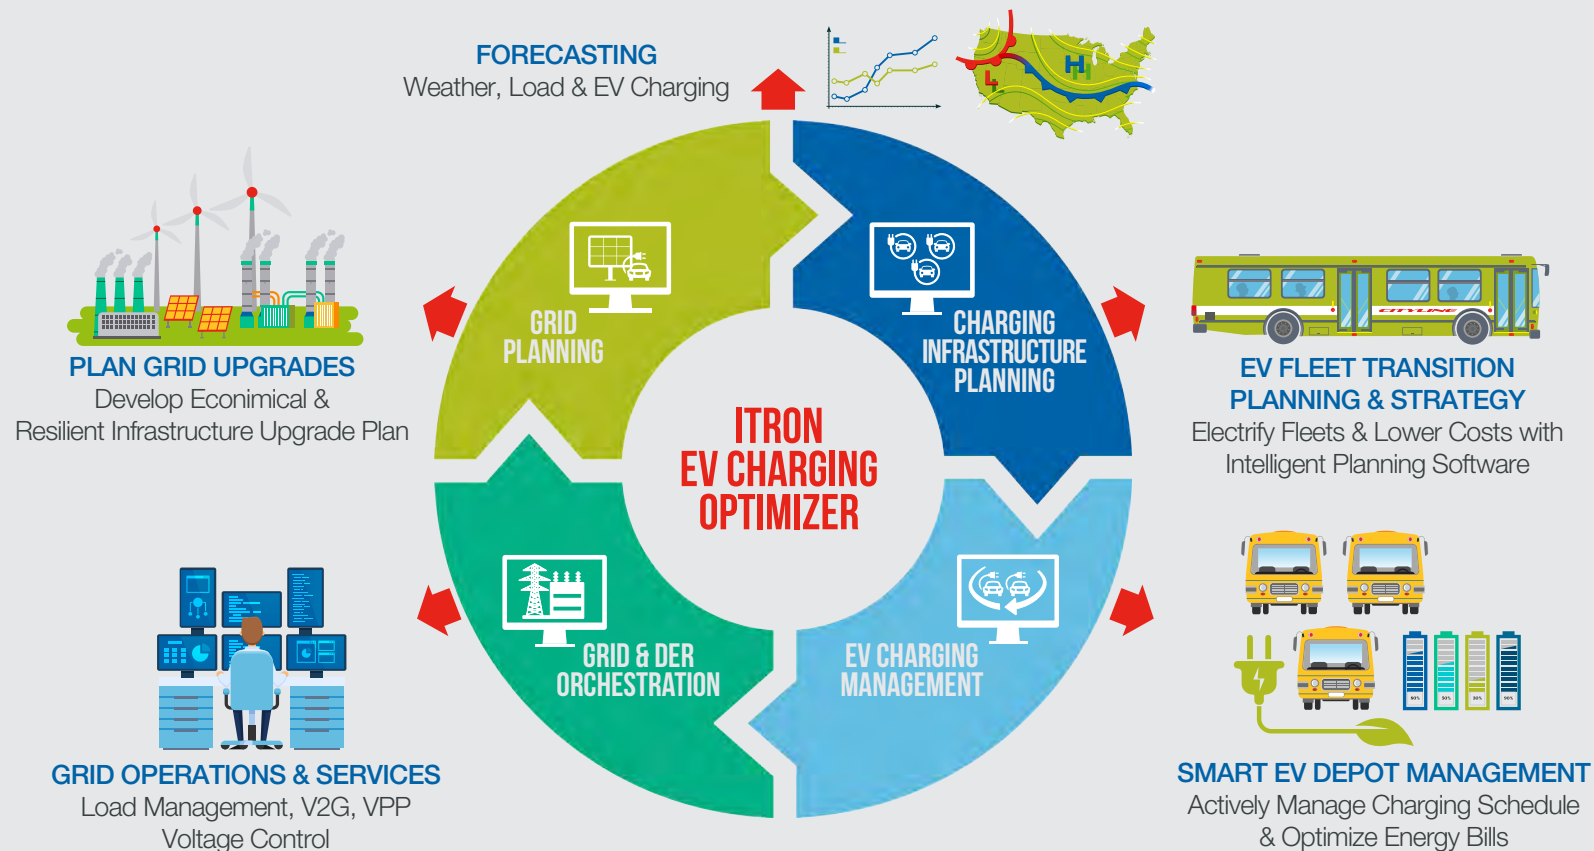 FORECASTING
Weather, Load & EV Charging
L
L
H
H
GRID
PLANNING
CHARGING
INFRASTRUCTURE
PLANNING
CITYLINE
PLAN GRID UPGRADES
Develop Econimical &
Resilient Infrastructure Upgrade Plan
EV FLEET TRANSITION
PLANNING & STRATEGY
Electrify Fleets & Lower Costs with
Intelligent Planning Software
ITRON
EV CHARGING
OPTIMIZER
GRID & DER
ORCHESTRATION
EV CHARGING
MANAGEMENT
GRID OPERATIONS & SERVICES
Load Management, V2G, VPP
Voltage Control
SMART EV DEPOT MANAGEMENT
Actively Manage Charging Schedule
& Optimize Energy Bills